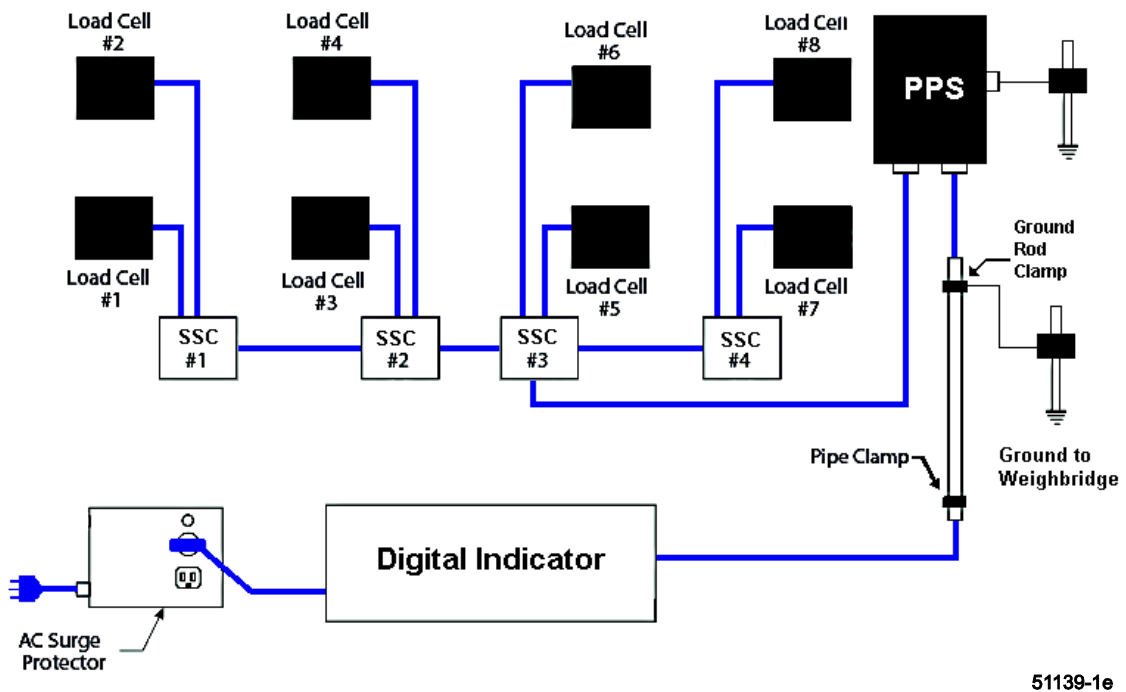 Load Cell
#2
Load Cell
#4
Load Cell
#6
Load Cell
#8
PPS
Load Cell
#1
Load Cell
#3
Load Cell
#5
Load Cell
#7
Ground
Rod
Clamp
SSC
#1
SSC
#2
SSC
#3
SSC
#4
Pipe Clamp
Ground to
Weighbridge
Digital Indicator
AC Surge
Protector
51139-1e